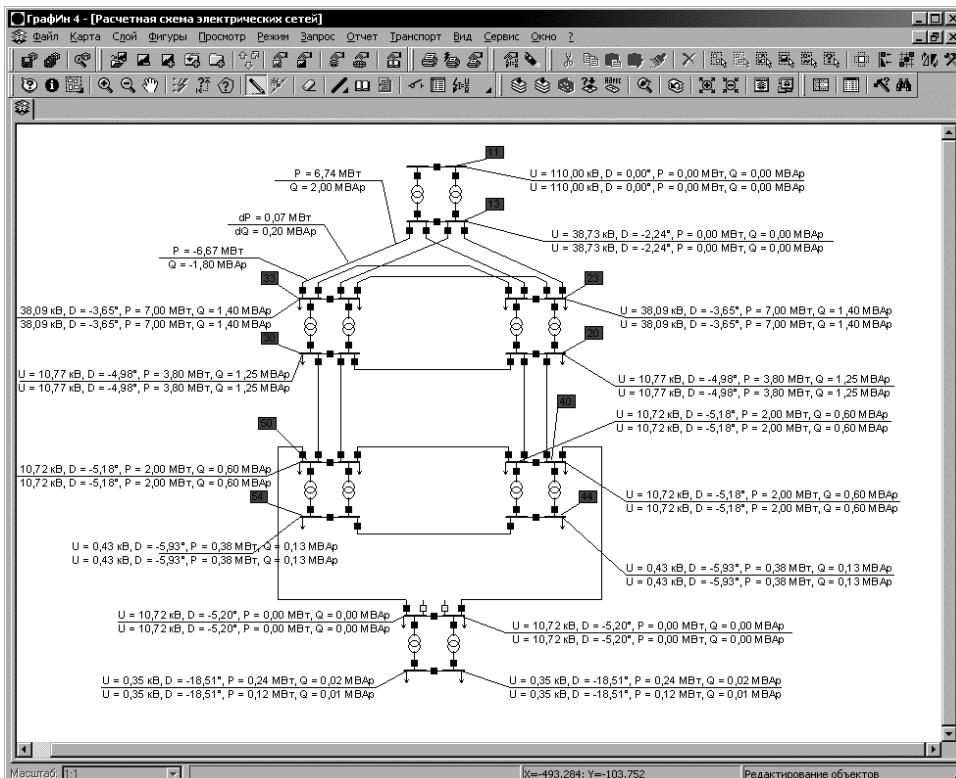 ГрафИн 4 - [Расчетная схема электрических сетей]
Файл Карта Слой Фигуры Просмотр Режим Запрос Отчет Транспорт Вид Сервис Окно ?
11
P = 6,74 МВт
Q = 2,00 МВАр
U = 110,00 кВ, D = 0,00°, P = 0,00 МВт, Q = 0,00 МВАр
U = 110,00 кВ, D = 0,00°, P = 0,00 МВт, Q = 0,00 МВАр
13
dP = 0,07 МВт
dQ = 0,20 МВАр
U = 38,73 кВ, D = -2,24°, P = 0,00 МВт, Q = 0,00 МВАр
U = 38,73 кВ, D = -2,24°, P = 0,00 МВт, Q = 0,00 МВАр
P = -6,67 МВт
Q = -1,80 МВАр
33
23
38,09 кВ, D = -3,65°, P = 7,00 МВт, Q = 1,40 МВАр
38,09 кВ, D = -3,65°, P = 7,00 МВт, Q = 1,40 МВАр
U = 38,09 кВ, D = -3,65°, P = 7,00 МВт, Q = 1,40 МВАр
U = 38,09 кВ, D = -3,65°, P = 7,00 МВт, Q = 1,40 МВАр
30
20
U = 10,77 кВ, D = -4,98°, P = 3,80 МВт, Q = 1,25 МВАр
U = 10,77 кВ, D = -4,98°, P = 3,80 МВт, Q = 1,25 МВАр
U = 10,77 кВ, D = -4,98°, P = 3,80 МВт, Q = 1,25 МВАр
U = 10,77 кВ, D = -4,98°, P = 3,80 МВт, Q = 1,25 МВАр
40
U = 10,72 кВ, D = -5,18°, P = 2,00 МВт, Q = 0,60 МВАр
U = 10,72 кВ, D = -5,18°, P = 2,00 МВт, Q = 0,60 МВАр
50
10,72 кВ, D = -5,18°, P = 2,00 МВт, Q = 0,60 МВАр
10,72 кВ, D = -5,18°, P = 2,00 МВт, Q = 0,60 МВАр
54
44
U = 10,72 кВ, D = -5,18°, P = 2,00 МВт, Q = 0,60 МВАр
U = 10,72 кВ, D = -5,18°, P = 2,00 МВт, Q = 0,60 МВАр
U = 0,43 кВ, D = -5,93°, P = 0,38 МВт, Q = 0,13 МВАр
U = 0,43 кВ, D = -5,93°, P = 0,38 МВт, Q = 0,13 МВАр
U = 0,43 кВ, D = -5,93°, P = 0,38 МВт, Q = 0,13 МВАр
U = 0,43 кВ, D = -5,93°, P = 0,38 МВт, Q = 0,13 МВАр
U = 10,72 кВ, D = -5,20°, P = 0,00 МВт, Q = 0,00 МВАр
U = 10,72 кВ, D = -5,20°, P = 0,00 МВт, Q = 0,00 МВАр
U = 10,72 кВ, D = -5,20°, P = 0,00 МВт, Q = 0,00 МВАр
U = 10,72 кВ, D = -5,20°, P = 0,00 МВт, Q = 0,00 МВАр
U = 0,35 кВ, D = -18,51°, P = 0,24 МВт, Q = 0,02 МВАр
U = 0,35 кВ, D = -18,51°, P = 0,12 МВт, Q = 0,01 МВАр
U = 0,35 кВ, D = -18,51°, P = 0,24 МВт, Q = 0,02 МВАр
U = 0,35 кВ, D = -18,51°, P = 0,12 МВт, Q = 0,01 МВАр
Масштаб: 1:1
X=-493.284; Y=-103.752
Редактирование объектов